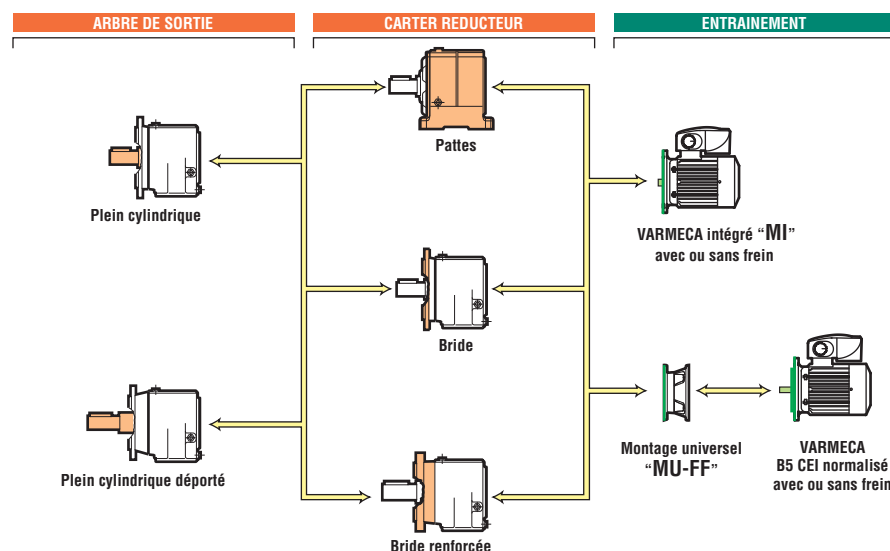 ARBRE DE SORTIE
CARTER REDUCTEUR
ENTRAINEMENT
Pattes
Plein cylindrique
VARMECA intégré “MI”
avec ou sans frein
Bride
Plein cylindrique déporté
Montage universel
“MU-FF”
VARMECA
B5 CEI normalisé
avec ou sans frein
Bride renforcée